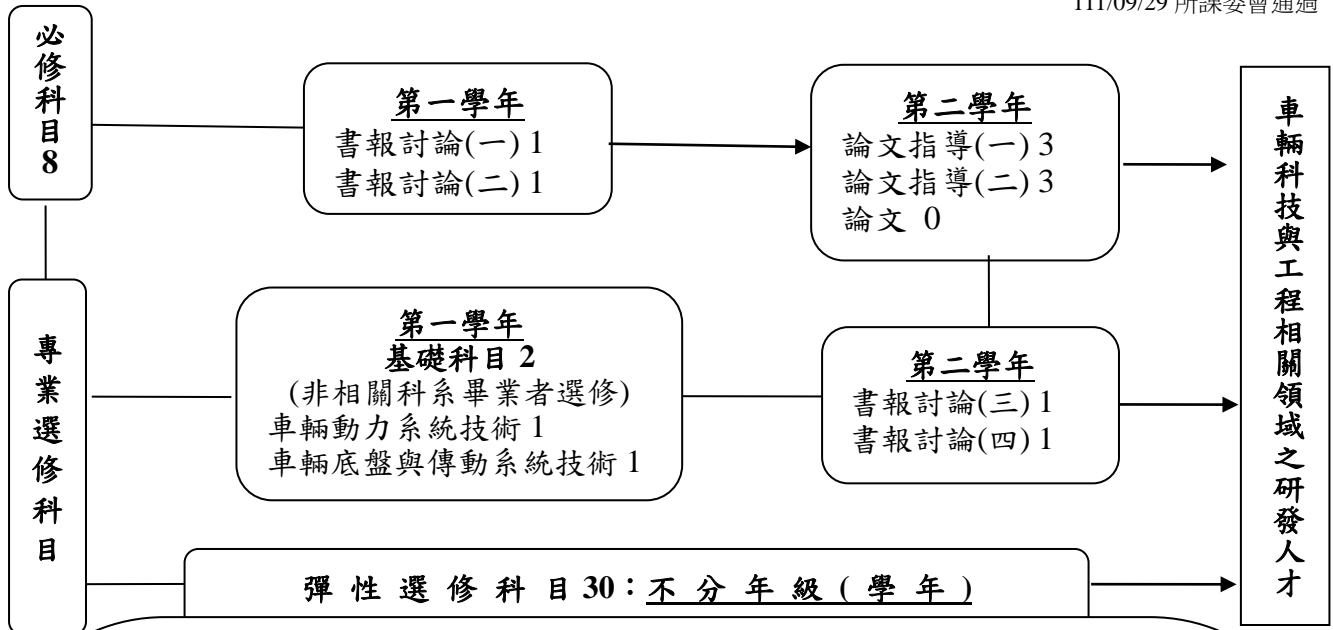 111/09/29 所課委會通過
必修科目8
第一學年
書報討論(一) 1
書報討論(二) 1
第二學年
論文指導(一) 3
論文指導(二) 3
論文 0
專業選修科目
第一學年
基礎科目 2
(非相關科系畢業者選修)
車輛動力系統技術 1
車輛底盤與傳動系統技術 1
第二學年
書報討論(三) 1
書報討論(四) 1
彈性選修科目30：不分年級(學年)
車輛科技與工程相關領域之研發人才